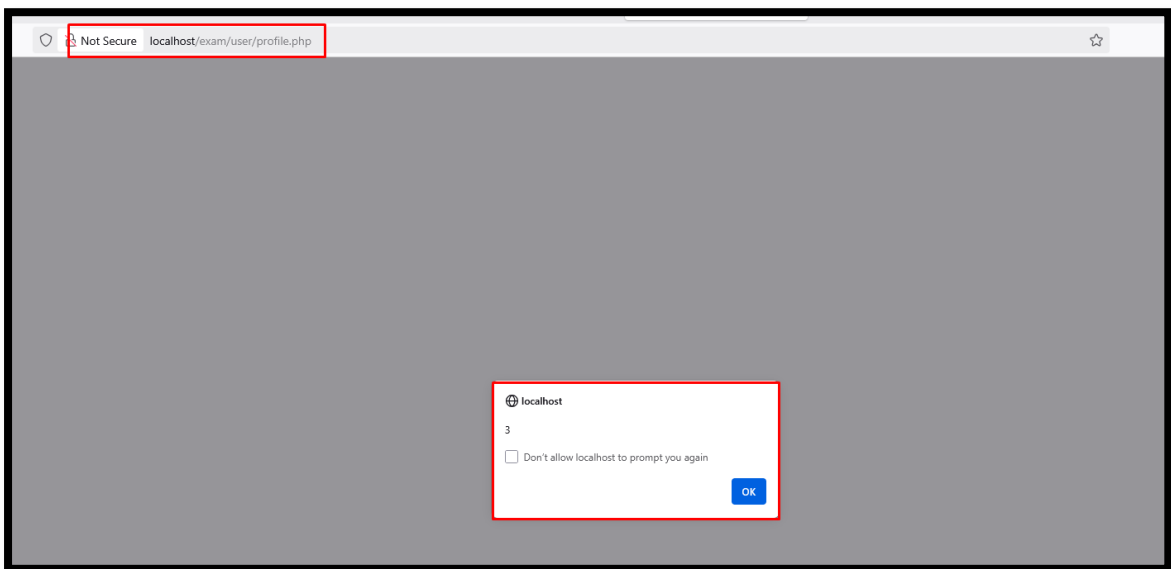 Not Secure localhost/exam/user/profile.php
localhost
3
Don't allow localhost to prompt you again
OK